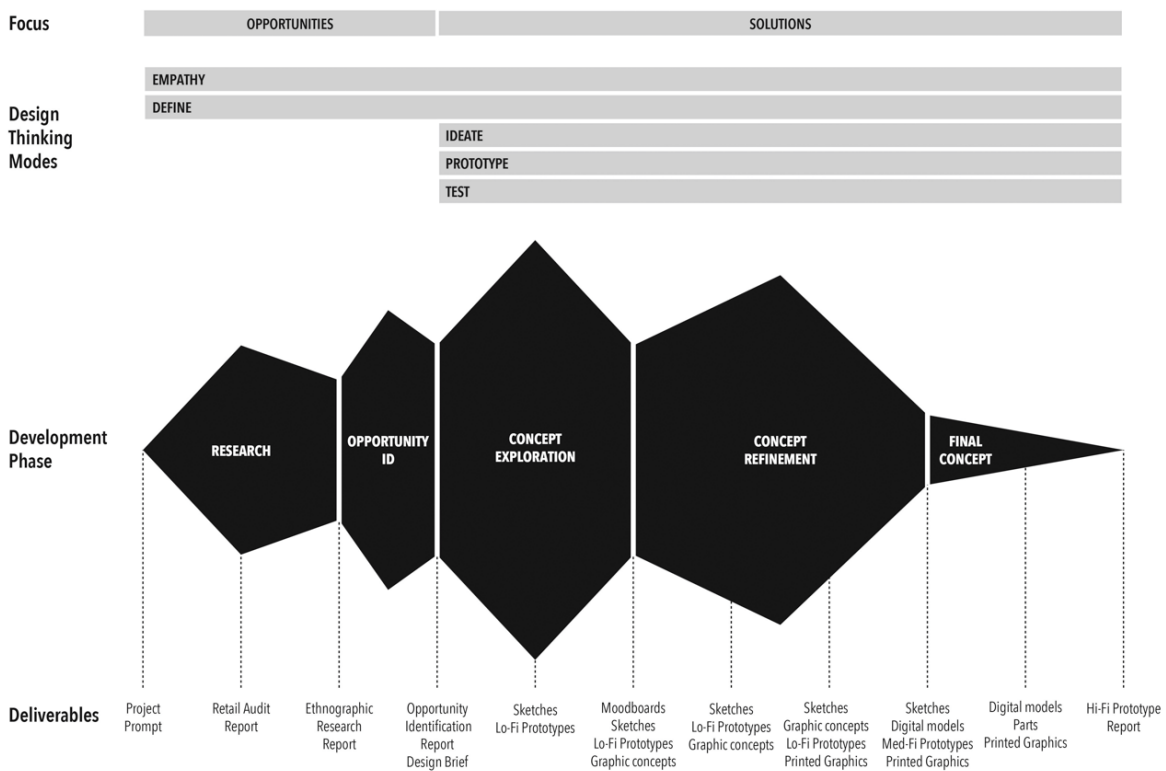 Focus
OPPORTUNITIES
SOLUTIONS
Design
Thinking
Modes
EMPATHY
DEFINE
IDEATE
PROTOTYPE
TEST
Development
Phase
RESEARCH
OPPORTUNITY
ID
CONCEPT
EXPLORATION
CONCEPT
REFINEMENT
FINAL
CONCEPT
Deliverables
Project
Prompt
Retail Audit
Report
Ethnographic
Research
Report
Opportunity
Identification
Report
Design Brief
Sketches
Lo-Fi Prototypes
Moodboards
Sketches
Lo-Fi Prototypes
Graphic concepts
Sketches
Lo-Fi Prototypes
Graphic concepts
Sketches
Graphic concepts
Lo-Fi Prototypes
Printed Graphics
Sketches
Digital models
Med-Fi Prototypes
Printed Graphics
Digital models
Parts
Printed Graphics
Hi-Fi Prototype
Report